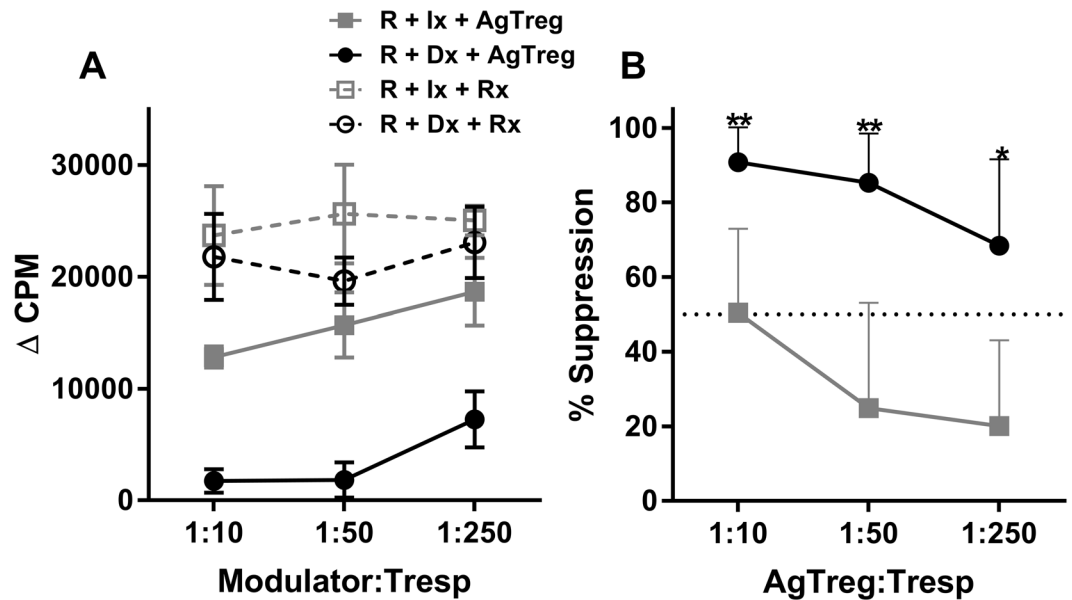 R + Ix + AgTreg
R + Dx + AgTreg
R + Ix + Rx
R + Dx + Rx
A
Δ CPM
30000
20000
10000
0
1:10 1:50 1:250
Modulator:Tresp
B
% Suppression
100
80
60
40
20
0
** ** *
1:10 1:50 1:250
AgTreg:Tresp